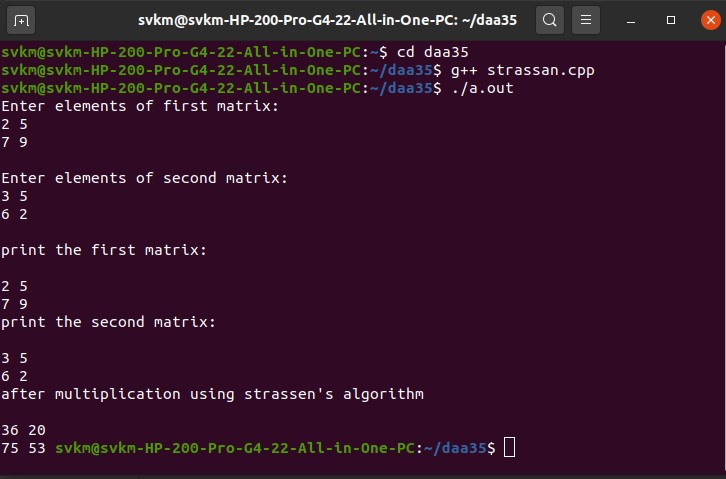 svkm@svkm-HP-200-Pro-G4-22-All-in-One-PC: ~/daa35
svkm@svkm-HP-200-Pro-G4-22-All-in-One-PC:~$ cd daa35
svkm@svkm-HP-200-Pro-G4-22-All-in-One-PC:~/daa35$ g++ strassan.cpp
svkm@svkm-HP-200-Pro-G4-22-All-in-One-PC:~/daa35$ ./a.out
Enter elements of first matrix:
2 5
7 9
Enter elements of second matrix:
3 5
6 2
print the first matrix:
2 5
7 9
print the second matrix:
3 5
6 2
after multiplication using strassen's algorithm
36 20
75 53 svkm@svkm-HP-200-Pro-G4-22-All-in-One-PC:~/daa35$